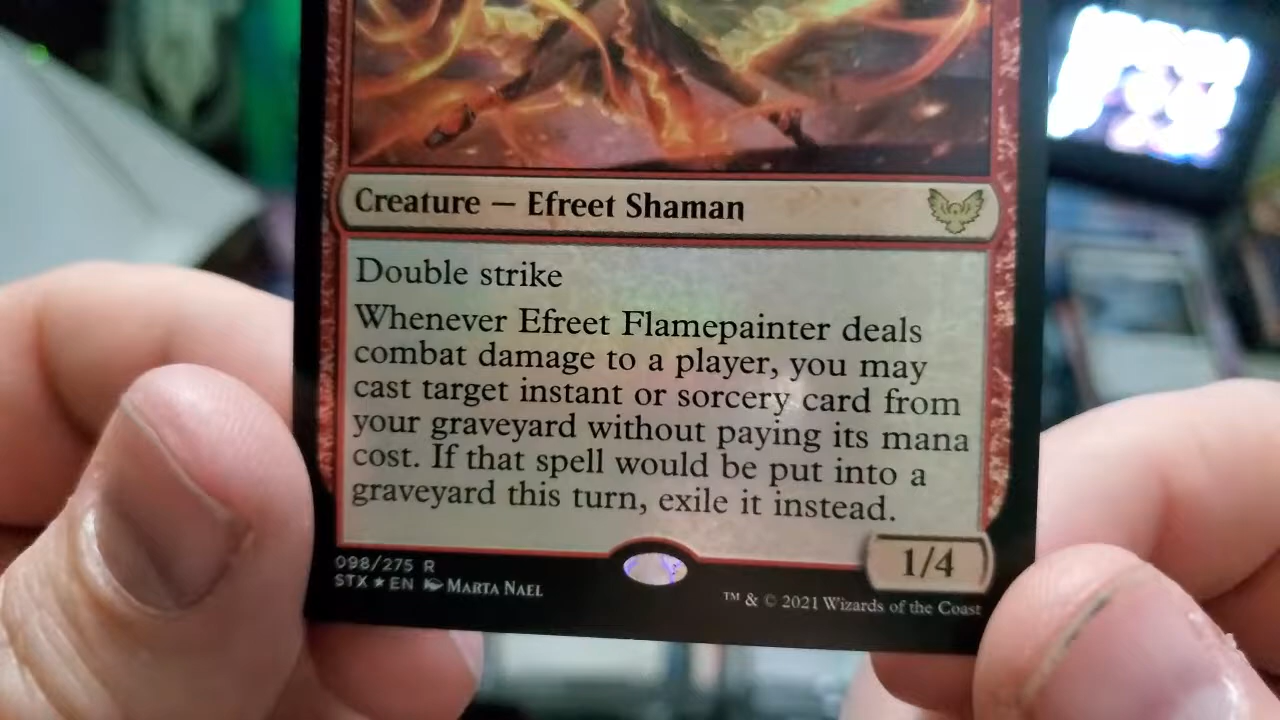 Creature — Efreet Shaman
Double strike
Whenever Efreet Flamepainter deals
combat damage to a player, you may
cast target instant or sorcery card from
your graveyard without paying its mana
cost. If that spell would be put into a
graveyard this turn, exile it instead.
1/4
098/275 R
STX ★ EN Marta Nael
™ & © 2021 Wizards of the Coast